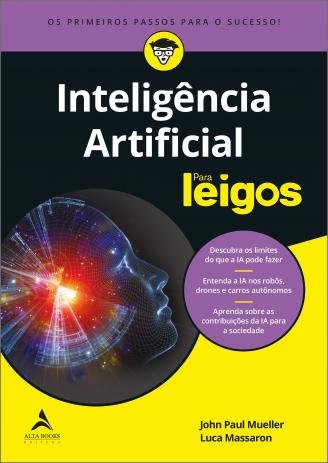 OS PRIMEIROS PASSOS PARA O SUCESSO!
Inteligência
Artificial
Para
leigos
Descubra os limites
do que a IA pode fazer
Entenda a IA nos robôs,
drones e carros autônomos
Aprenda sobre as
contribuições da IA para
a sociedade
John Paul Mueller
Luca Massaron
ALTA BOOKS
EDITORA